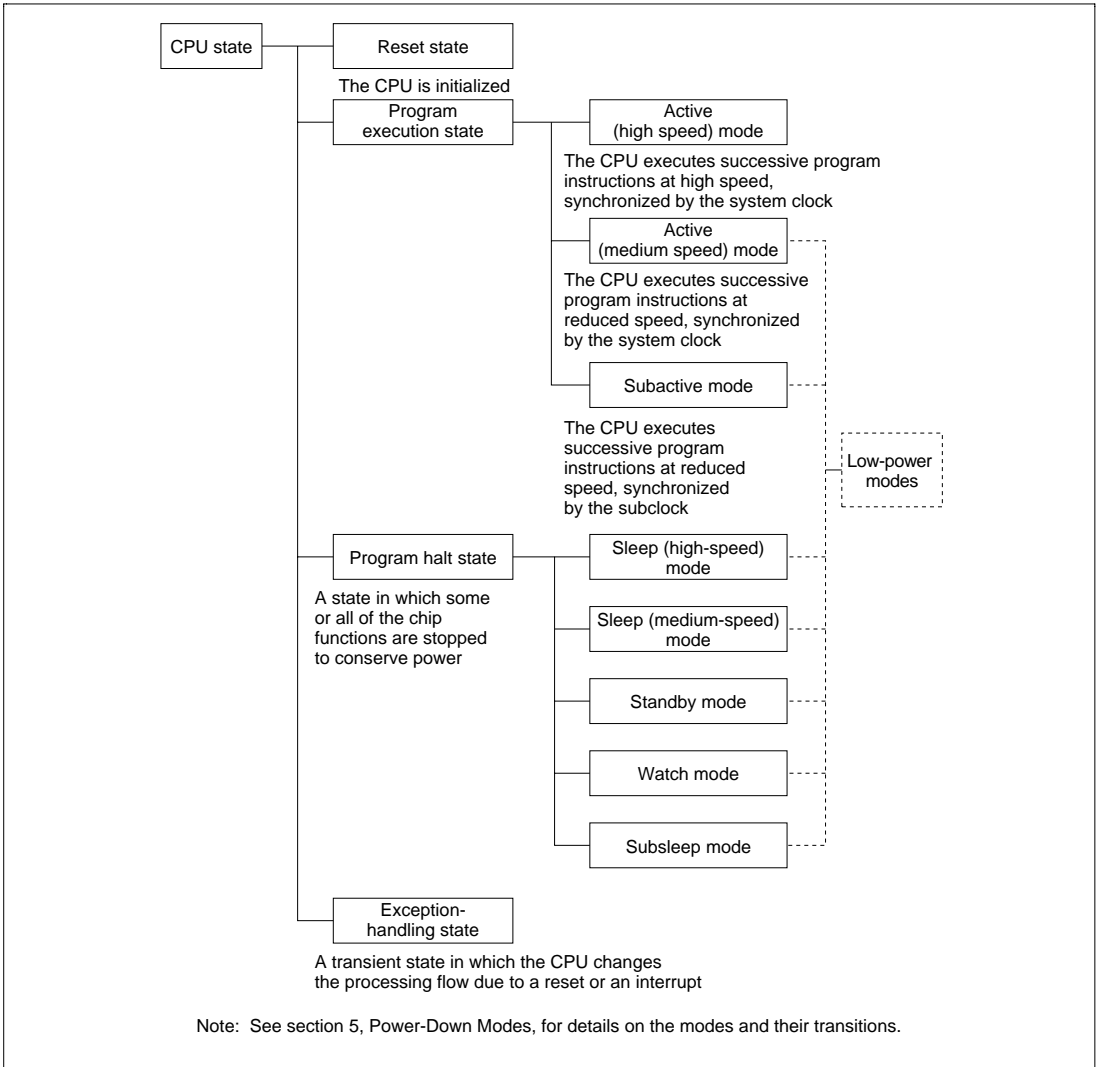 CPU state
Reset state
The CPU is initialized
Program
execution state
Active
(high speed) mode
The CPU executes successive program
instructions at high speed,
synchronized by the system clock
Active
(medium speed) mode
The CPU executes successive
program instructions at
reduced speed, synchronized
by the system clock
Subactive mode
The CPU executes
successive program
instructions at reduced
speed, synchronized
by the subclock
Low-power
modes
Program halt state
A state in which some
or all of the chip
functions are stopped
to conserve power
Sleep (high-speed)
mode
Sleep (medium-speed)
mode
Standby mode
Watch mode
Subsleep mode
Exception-
handling state
A transient state in which the CPU changes
the processing flow due to a reset or an interrupt
Note: See section 5, Power-Down Modes, for details on the modes and their transitions.